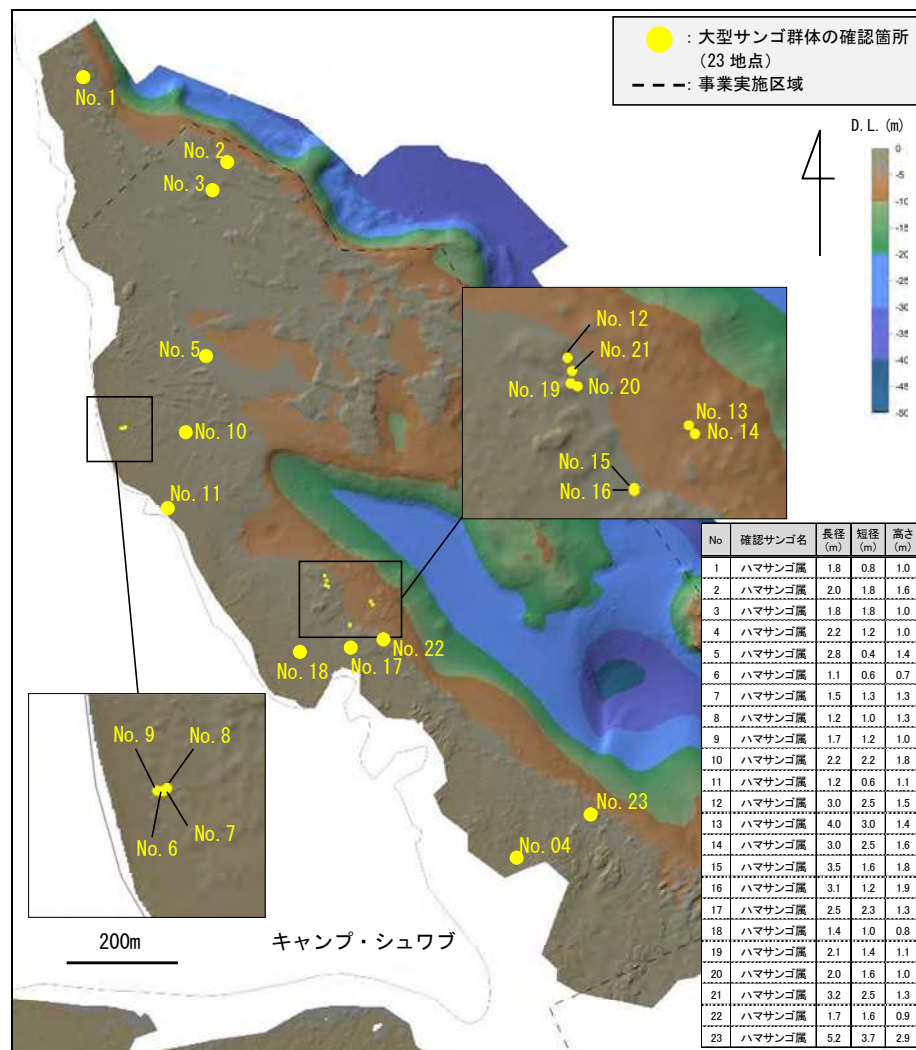 ：大型サンゴ群体の確認箇所
（23 地点）
：事業実施区域
D.L.(m)
0
-5
-10
-15
-20
-25
-30
-35
-40
-45
-50
No. 1
No. 2
No. 3
No. 5
No. 10
No. 11
No. 12
No. 21
No. 19
No. 20
No. 13
No. 14
No. 15
No. 16
No. 22
No. 17
No. 18
No. 9
No. 8
No. 7
No. 6
No. 23
No. 04
200m
キャンプ・シュワブ
No 確認サンゴ名 長径(m) 短径(m) 高さ(m)
1 ハマサンゴ属 1.8 0.8 1.0
2 ハマサンゴ属 2.0 1.8 1.6
3 ハマサンゴ属 1.8 1.8 1.0
4 ハマサンゴ属 2.2 1.2 1.0
5 ハマサンゴ属 2.8 0.4 1.4
6 ハマサンゴ属 1.1 0.6 0.7
7 ハマサンゴ属 1.5 1.3 1.3
8 ハマサンゴ属 1.2 1.0 1.3
9 ハマサンゴ属 1.7 1.2 1.0
10 ハマサンゴ属 2.2 2.2 1.8
11 ハマサンゴ属 1.2 0.6 1.1
12 ハマサンゴ属 3.0 2.5 1.5
13 ハマサンゴ属 4.0 3.0 1.4
14 ハマサンゴ属 3.0 2.5 1.6
15 ハマサンゴ属 3.5 1.6 1.8
16 ハマサンゴ属 3.1 1.2 1.9
17 ハマサンゴ属 2.5 2.3 1.3
18 ハマサンゴ属 1.4 1.0 0.8
19 ハマサンゴ属 2.1 1.4 1.1
20 ハマサンゴ属 2.0 1.6 1.0
21 ハマサンゴ属 3.2 2.5 1.3
22 ハマサンゴ属 1.7 1.6 0.9
23 ハマサンゴ属 5.2 3.7 2.9